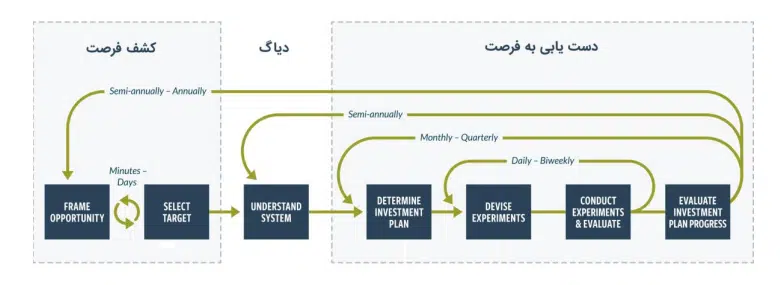 کشف فرصت
دیاگ
دست یابی به فرصت
Semi-annually – Annually
Semi-annually
Monthly – Quarterly
Daily – Biweekly
Minutes –
Days
FRAME
OPPORTUNITY
SELECT
TARGET
UNDERSTAND
SYSTEM
DETERMINE
INVESTMENT
PLAN
DEVISE
EXPERIMENTS
CONDUCT
EXPERIMENTS
& EVALUATE
EVALUATE
INVESTMENT
PLAN PROGRESS